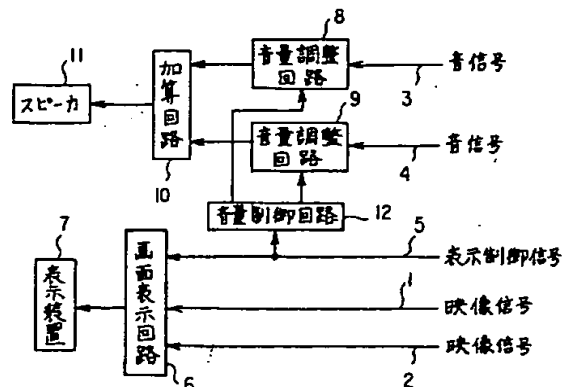 8
音量調整
回路
11
スピーカ
加算回路
10
音信号
3
9
音量調整
回路
音信号
4
音量制御回路
12
7
表示装置
画面表示回路
6
5
表示制御信号
1
映像信号
映像信号
2